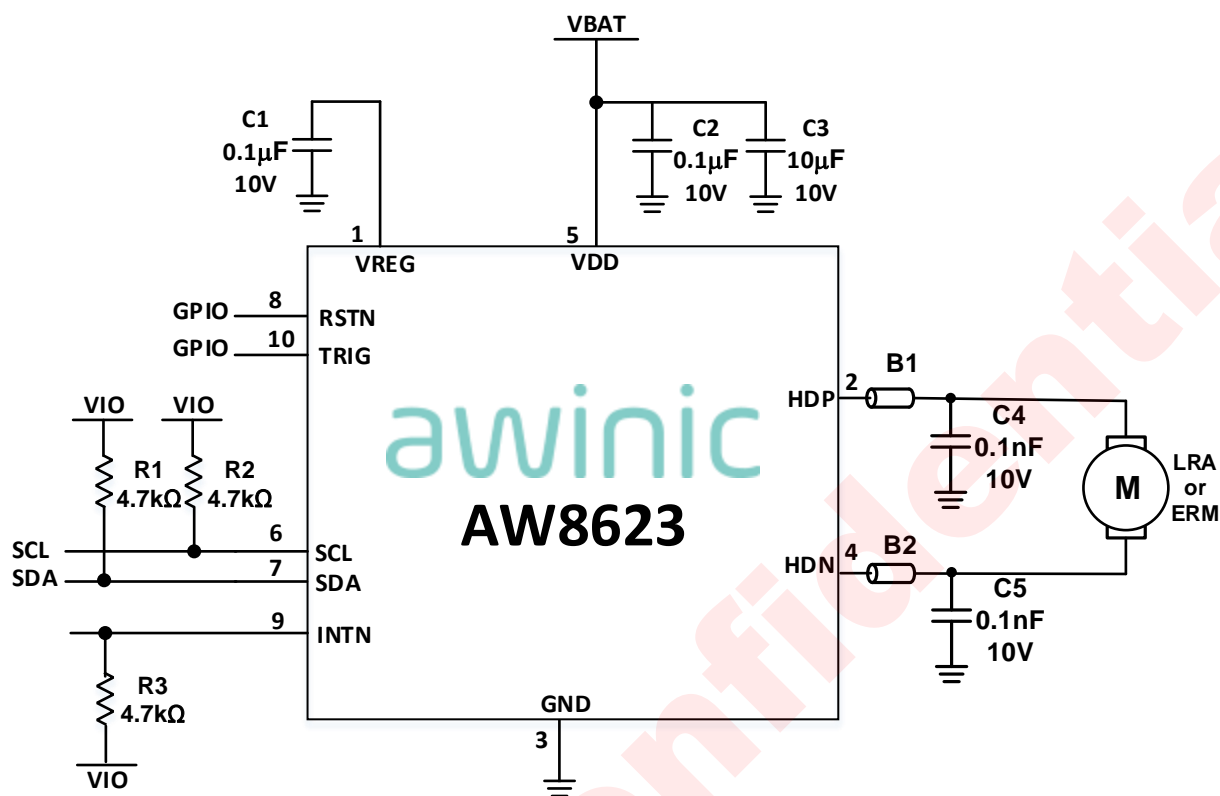 VBAT
C1
0.1μF
10V
C2
0.1μF
10V
C3
10μF
10V
1
VREG
5
VDD
GPIO
8
RSTN
GPIO
10
TRIG
VIO
VIO
R1
4.7kΩ
R2
4.7kΩ
awinic
AW8623
HDP
2
B1
C4
0.1nF
10V
M
LRA
or
ERM
SCL
6
SCL
SDA
7
SDA
HDN
4
B2
C5
0.1nF
10V
9
INTN
R3
4.7kΩ
VIO
GND
3
nfidentia